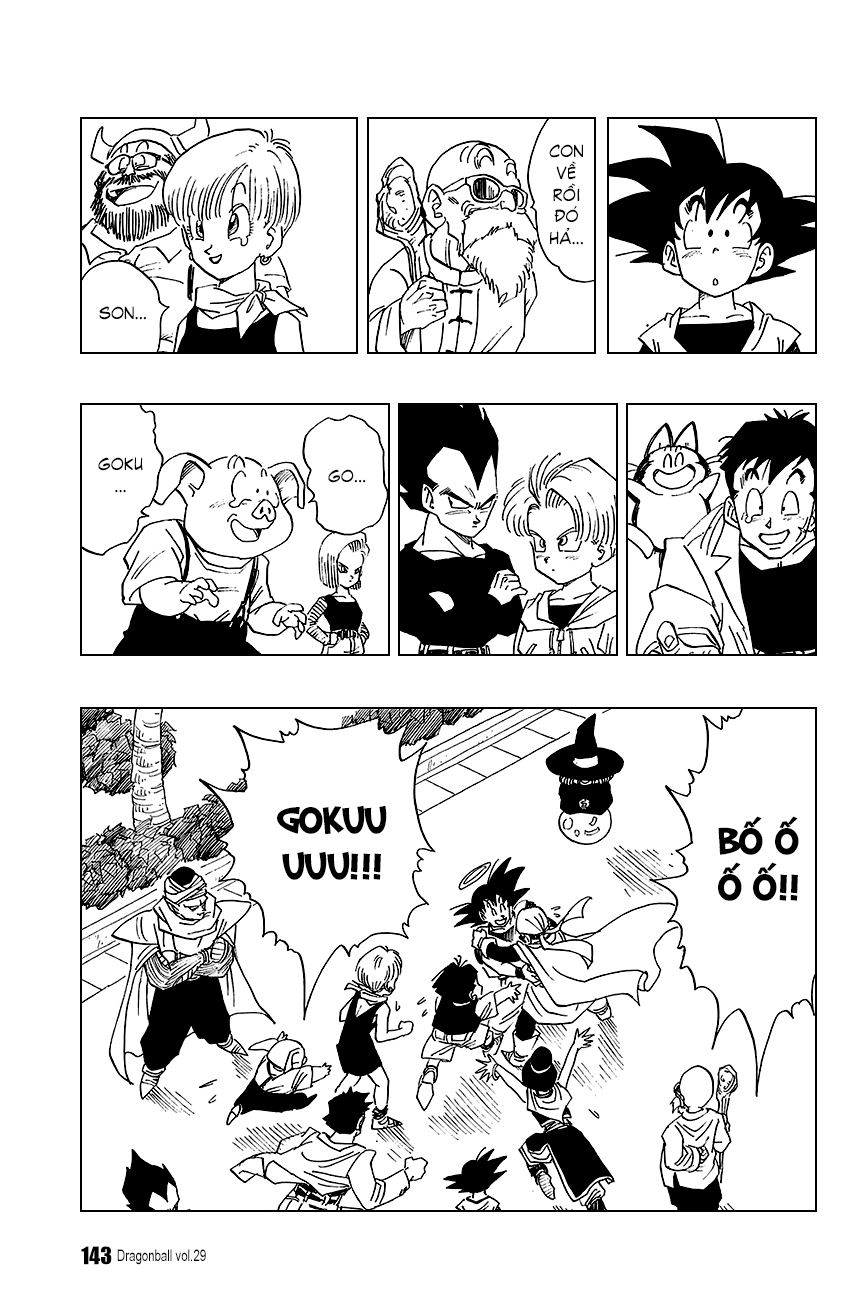 SON...
CON
VỀ
RỒI
ĐÓ
HẢ...
GOKU
...
GO...
GOKUU
UUU!!!
BỐ Ố
Ố Ố!!
143 Dragonball vol.29